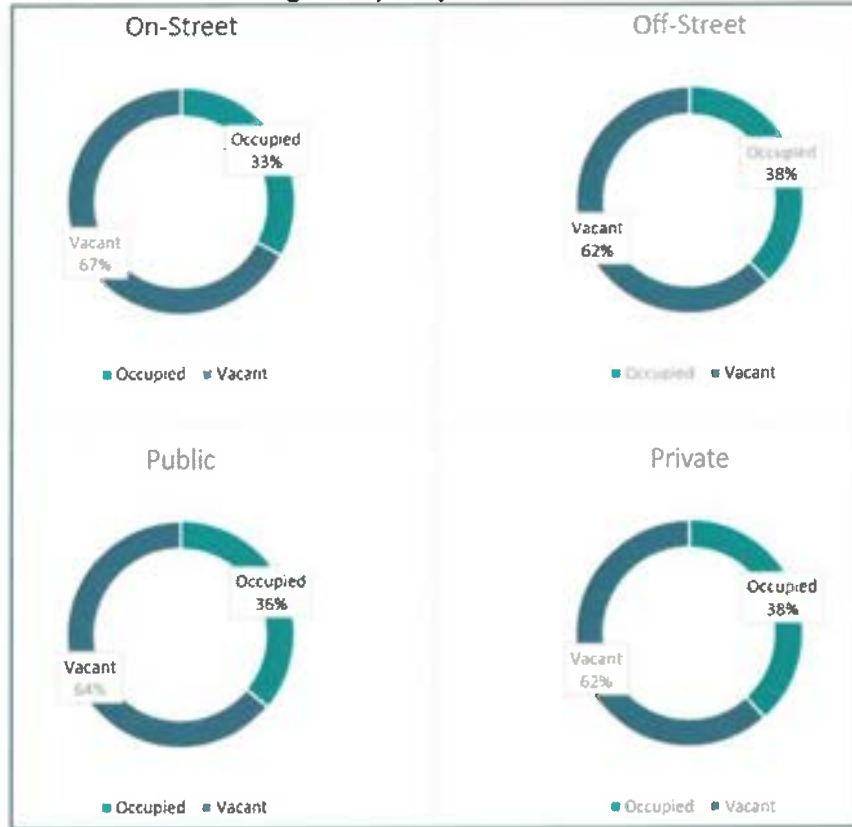 On-Street
Occupied
33%
Vacant
67%
Occupied Vacant
Off-Street
Occupied
38%
Vacant
62%
Occupied Vacant
Public
Occupied
36%
Vacant
64%
Occupied Vacant
Private
Occupied
38%
Vacant
62%
Occupied Vacant